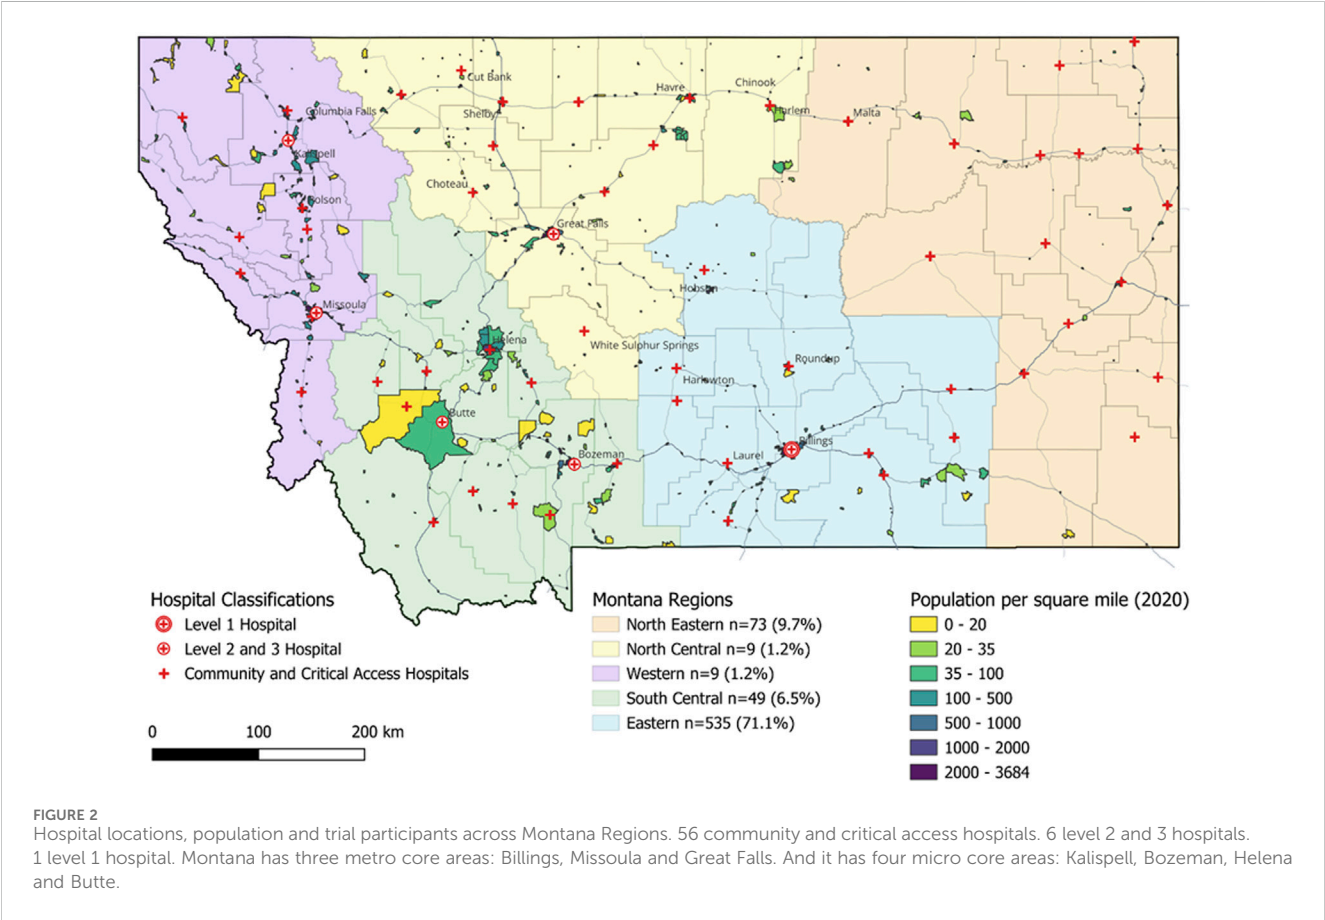 Cut Bank
Chinook
Havre
Columbia Falls
Shelby
Harlem
Malta
Kalispell
Choteau
Polson
Great Falls
Hobson
Missoula
Helena
White Sulphur Springs
Roundup
Harlowton
Butte
Billings
Bozeman
Laurel
Hospital Classifications
Level 1 Hospital
Level 2 and 3 Hospital
Community and Critical Access Hospitals
0 100 200 km
Montana Regions
North Eastern n=73 (9.7%)
North Central n=9 (1.2%)
Western n=9 (1.2%)
South Central n=49 (6.5%)
Eastern n=535 (71.1%)
Population per square mile (2020)
0 - 20
20 - 35
35 - 100
100 - 500
500 - 1000
1000 - 2000
2000 - 3684
FIGURE 2
Hospital locations, population and trial participants across Montana Regions. 56 community and critical access hospitals. 6 level 2 and 3 hospitals.
1 level 1 hospital. Montana has three metro core areas: Billings, Missoula and Great Falls. And it has four micro core areas: Kalispell, Bozeman, Helena
and Butte.